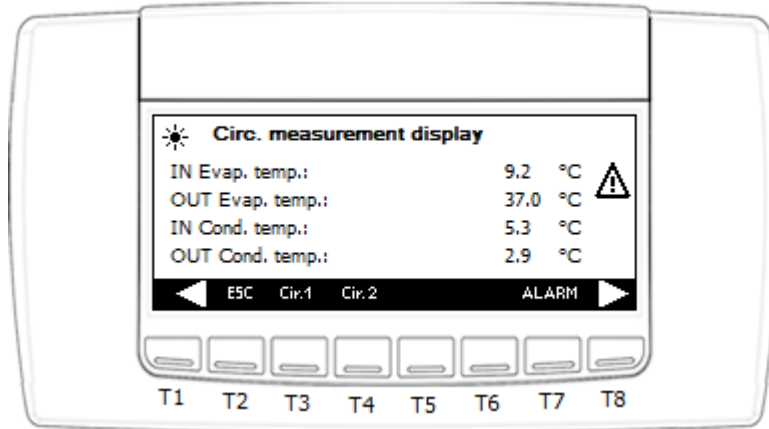 Circ. measurement display
IN Evap. temp.: 9.2 °C
OUT Evap. temp.: 37.0 °C
IN Cond. temp.: 5.3 °C
OUT Cond. temp.: 2.9 °C
ESC Cir.1 Cir.2 ALARM
T1 T2 T3 T4 T5 T6 T7 T8